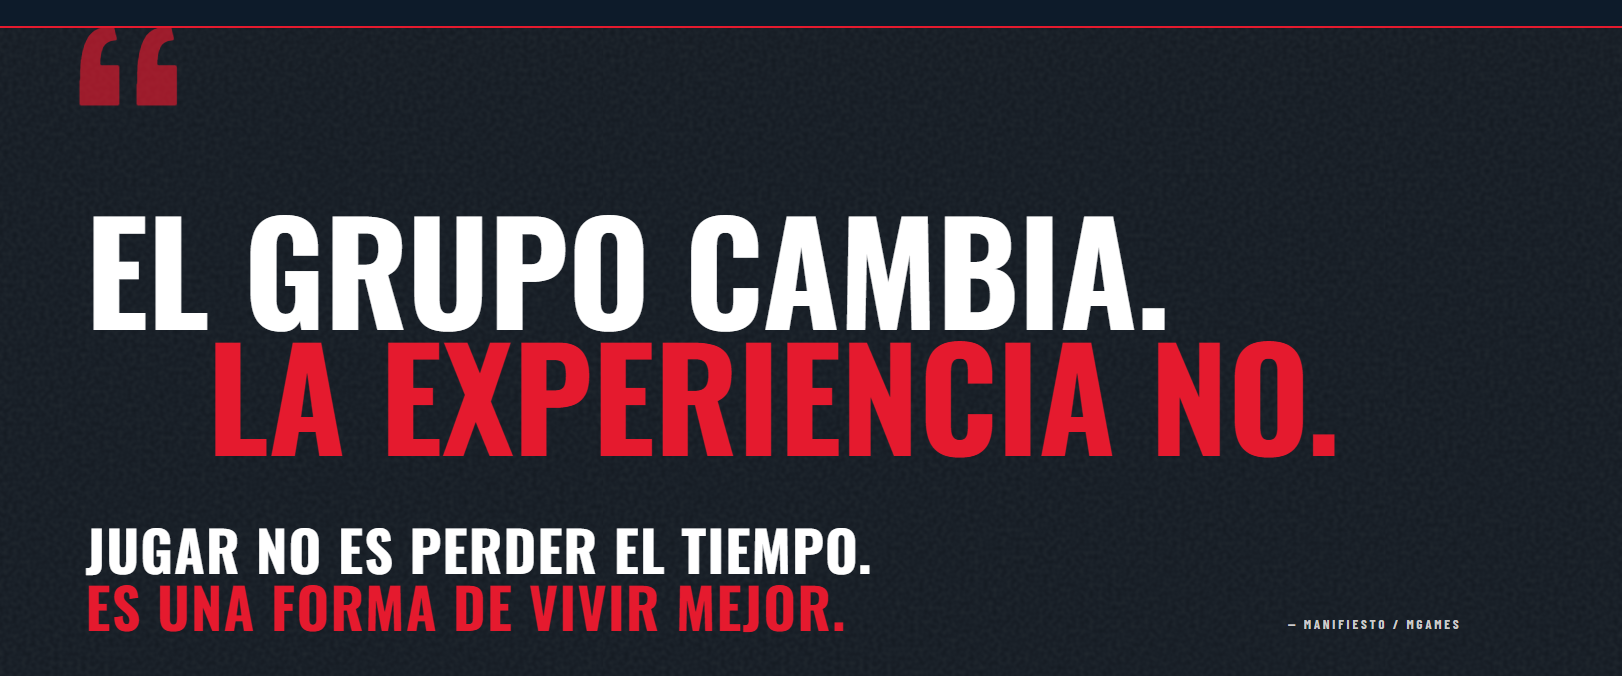 “
EL GRUPO CAMBIA.
LA EXPERIENCIA NO.
JUGAR NO ES PERDER EL TIEMPO.
ES UNA FORMA DE VIVIR MEJOR.
— MANIFIESTO / MGAMES